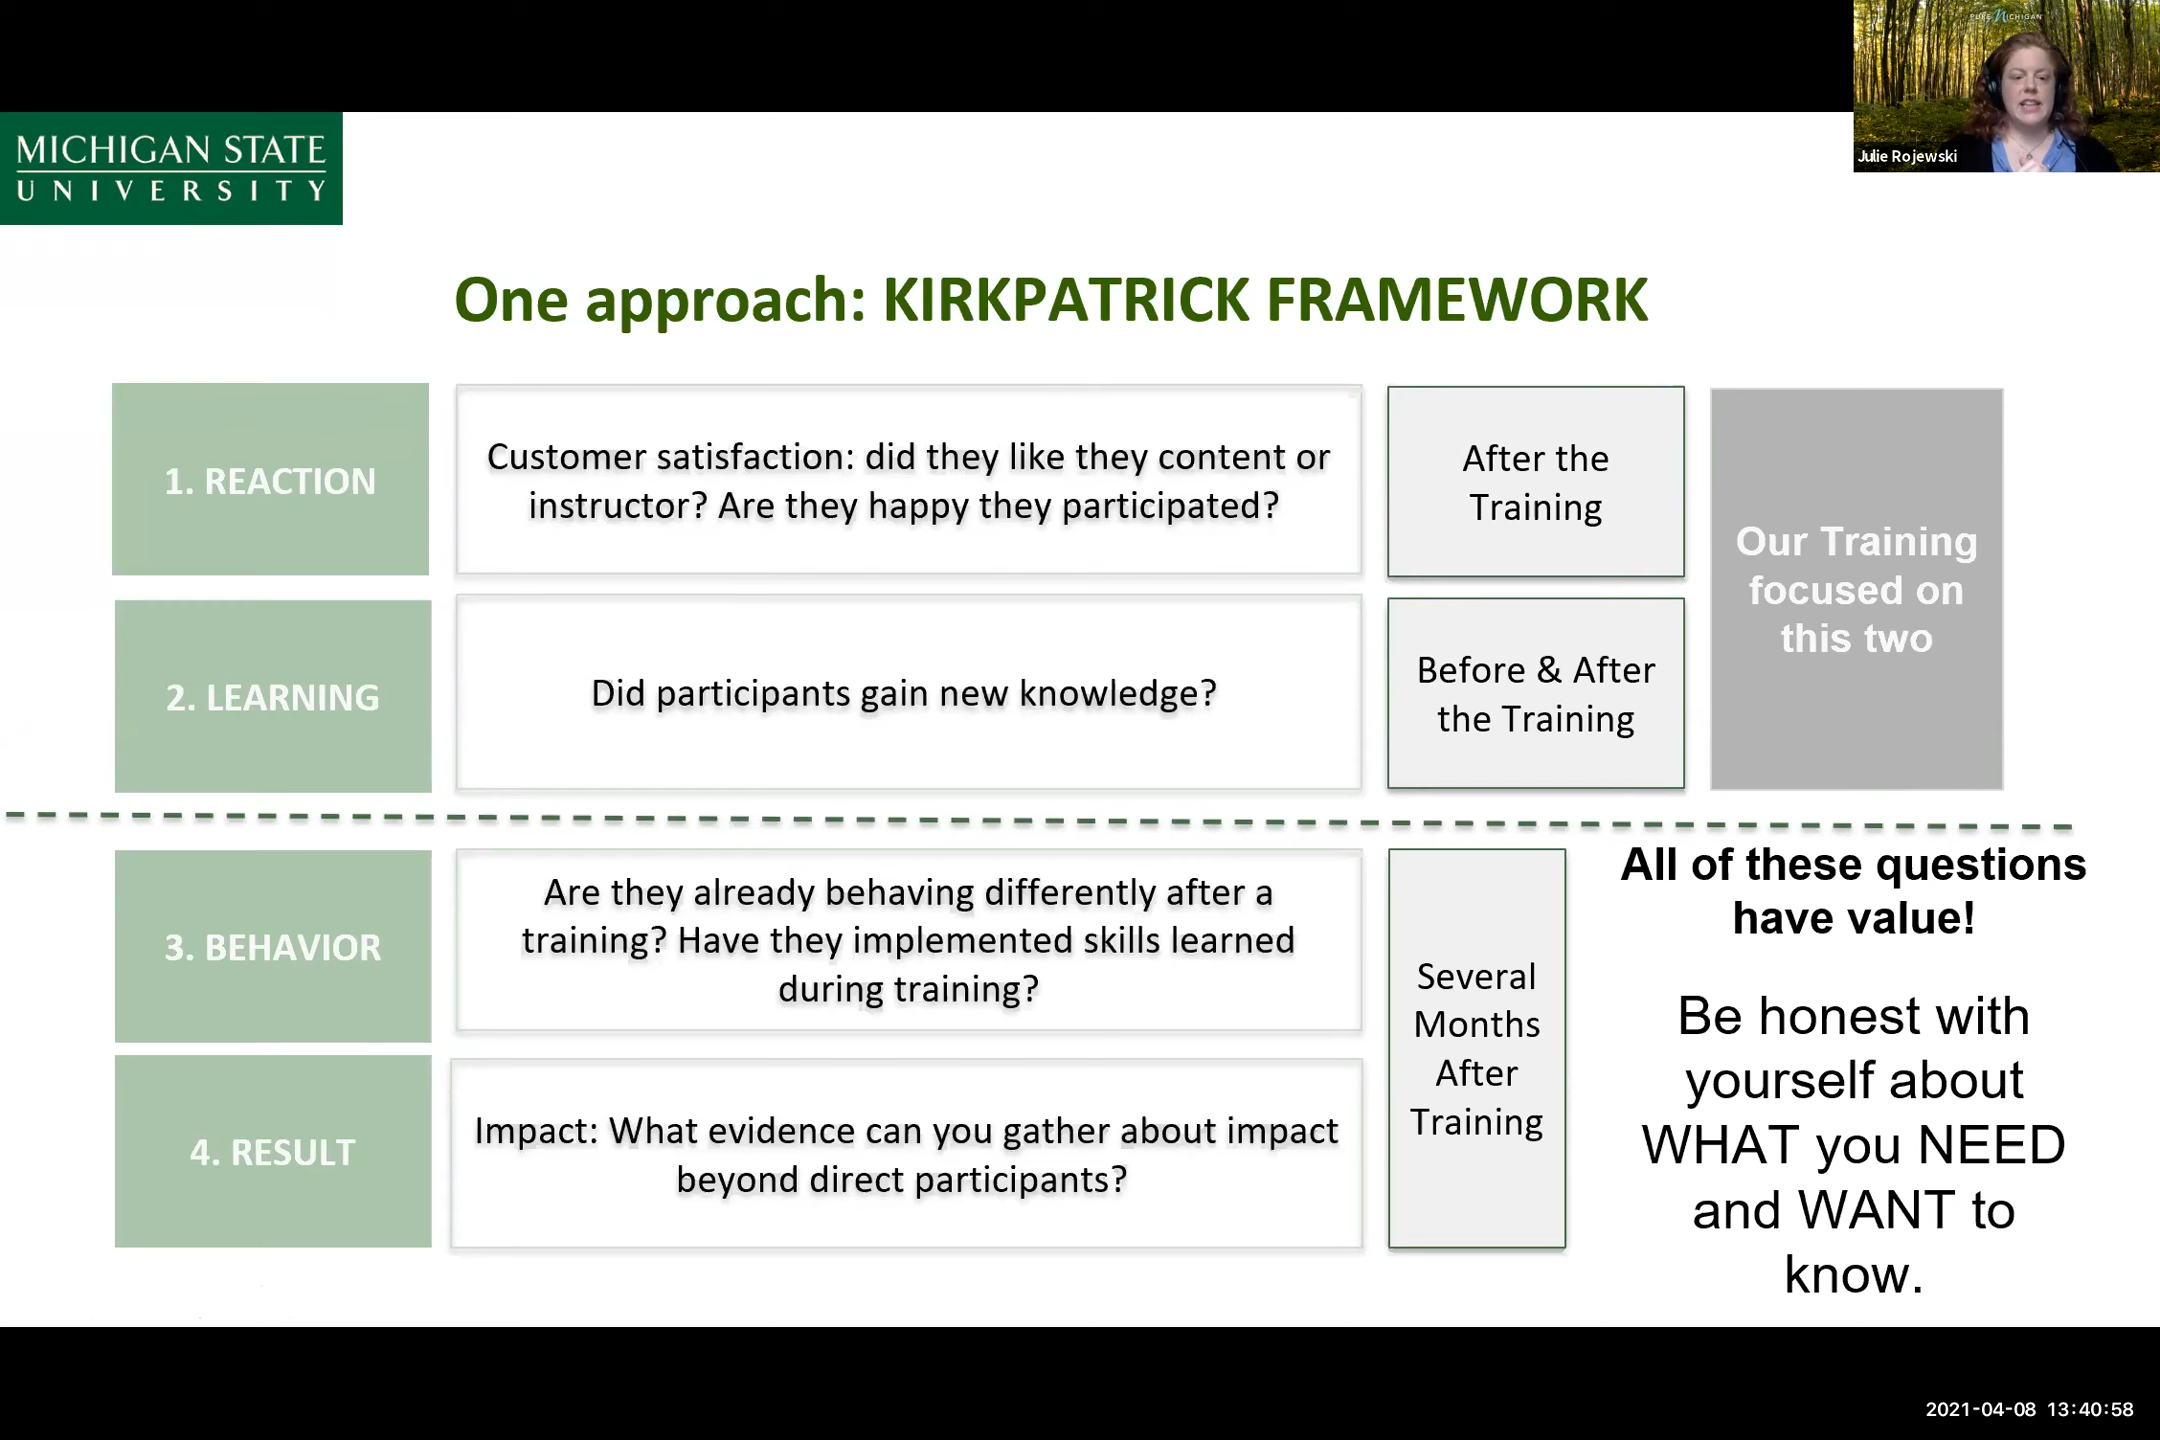 PURE MICHIGAN
Julie Rojewski
MICHIGAN STATE
UNIVERSITY
One approach: KIRKPATRICK FRAMEWORK
1. REACTION
Customer satisfaction: did they like they content or
instructor? Are they happy they participated?
After the
Training
Our Training
focused on
this two
2. LEARNING
Did participants gain new knowledge?
Before & After
the Training
3. BEHAVIOR
Are they already behaving differently after a
training? Have they implemented skills learned
during training?
Several
Months
After
Training
All of these questions
have value!
Be honest with
yourself about
WHAT you NEED
and WANT to
know.
4. RESULT
Impact: What evidence can you gather about impact
beyond direct participants?
2021-04-08 13:40:58